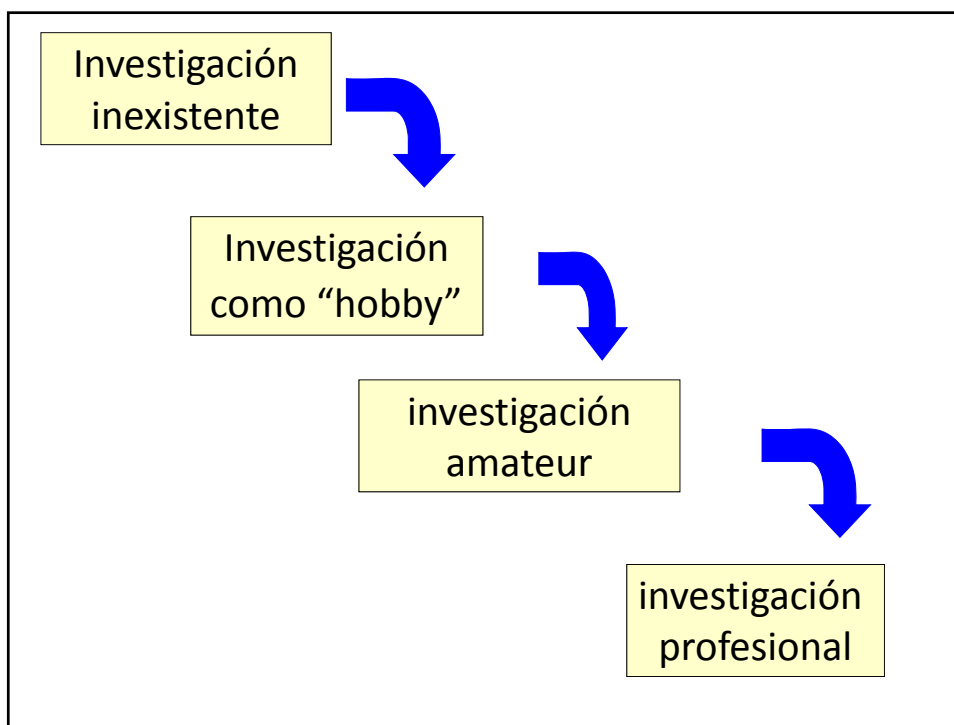 Investigación
inexistente
Investigación
como “hobby”
investigación
amateur
investigación
profesional